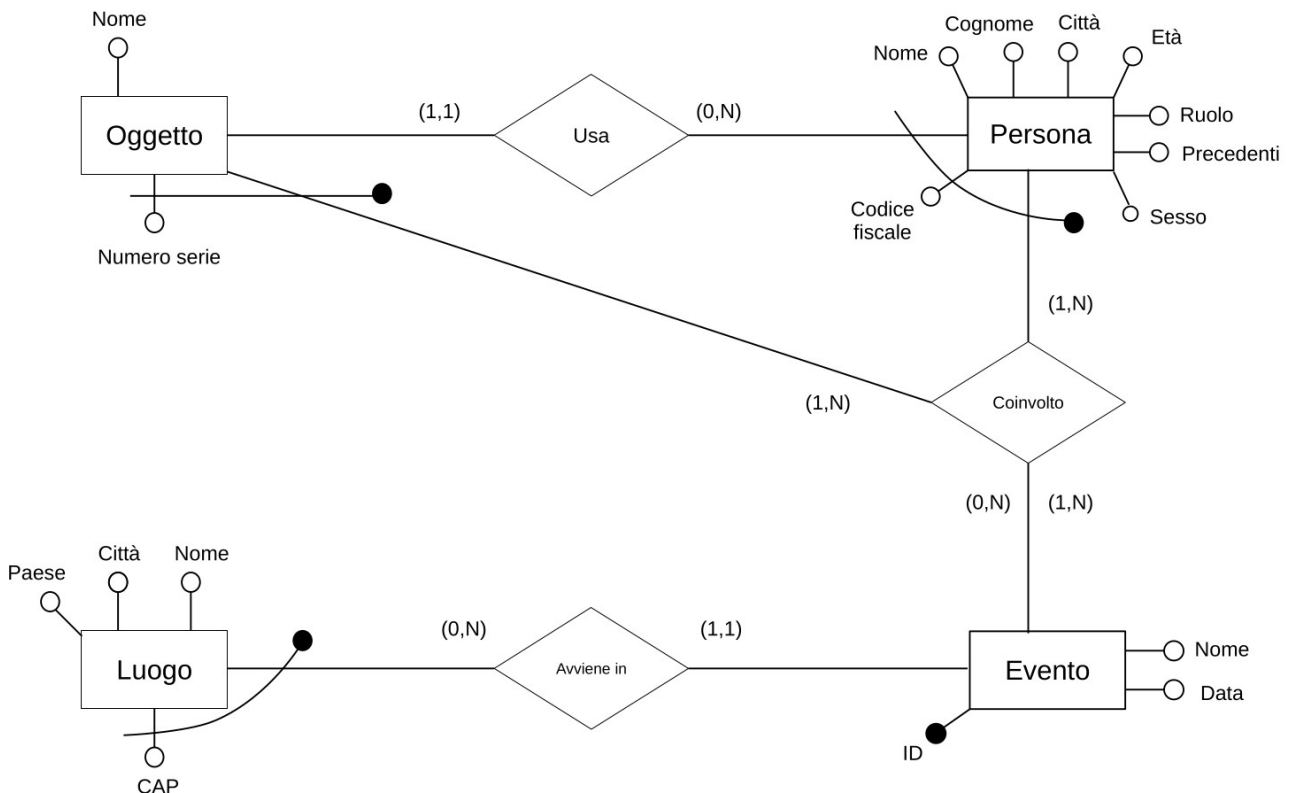 Nome
Oggetto
Numero serie
(1,1)
Usa
(0,N)
Nome
Cognome
Città
Età
Persona
Ruolo
Precedenti
Sesso
Codice
fiscale
(1,N)
(1,N)
Coinvolto
(0,N)
(1,N)
Paese
Città
Nome
Luogo
CAP
(0,N)
Avviene in
(1,1)
Evento
Nome
Data
ID